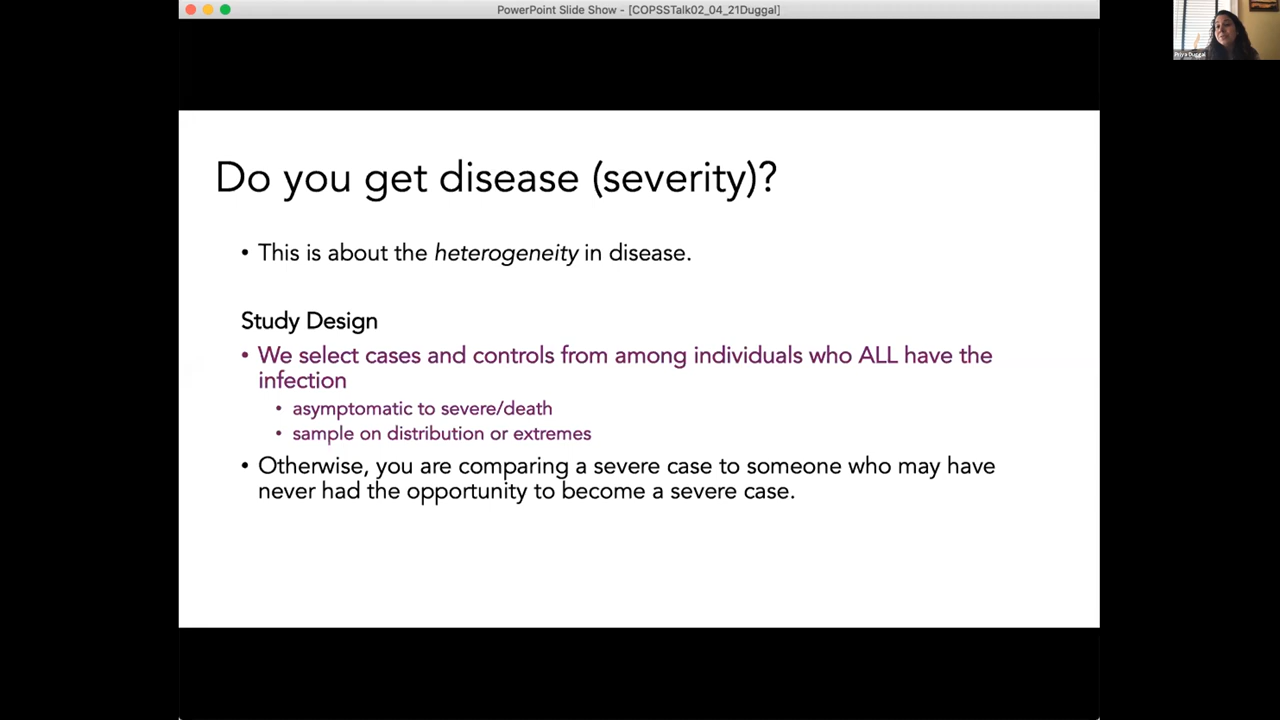 PowerPoint Slide Show - [COPSSTalk02_04_21Duggal]
Priya Duggal
Do you get disease (severity)?
• This is about the heterogeneity in disease.
Study Design
• We select cases and controls from among individuals who ALL have the
infection
• asymptomatic to severe/death
• sample on distribution or extremes
• Otherwise, you are comparing a severe case to someone who may have
never had the opportunity to become a severe case.